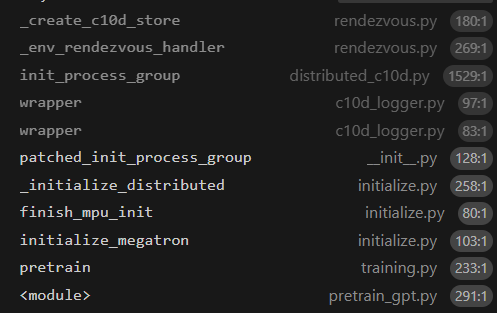 _create_c10d_store rendezvous.py 180:1
_env_rendezvous_handler rendezvous.py 269:1
init_process_group distributed_c10d.py 1529:1
wrapper c10d_logger.py 97:1
wrapper c10d_logger.py 83:1
patched_init_process_group __init__.py 128:1
_initialize_distributed initialize.py 258:1
finish_mpu_init initialize.py 80:1
initialize_megatron initialize.py 103:1
pretrain training.py 233:1
<module> pretrain_gpt.py 291:1